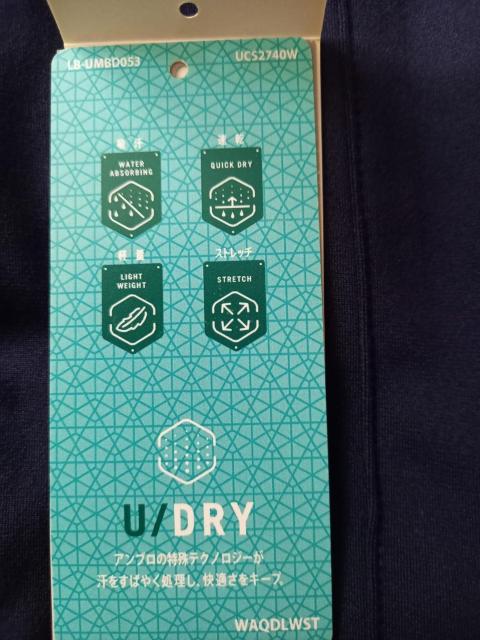 LB-UMBD053 UCS2740W
吸汗 速乾
WATER ABSORBING QUICK DRY
軽量 ストレッチ
LIGHT WEIGHT STRETCH
U/DRY
アンブロの特殊テクノロジーが
汗をすばやく処理し、快適さをキープ。
WAQDLWST